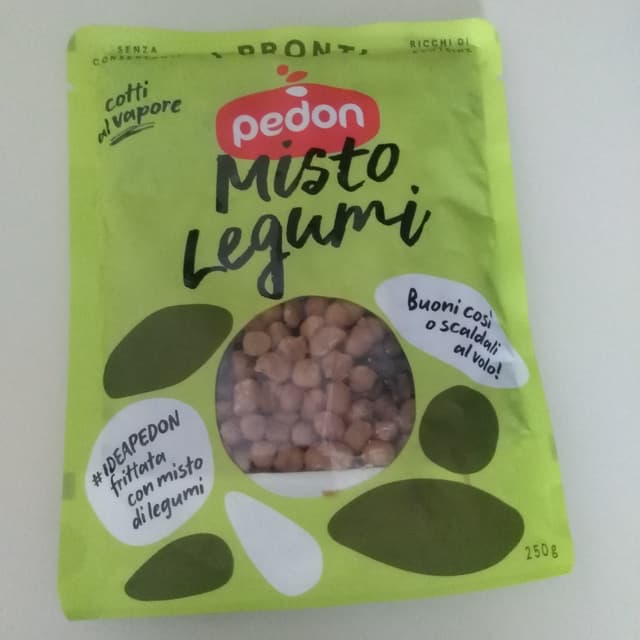 SENZA
I PRONTI
RICCHI DI
cotti
al vapore
pedon
Misto
Legumi
Buoni così
o scaldali
al volo!
#IDEAPEDON
frittata
con misto
di legumi
250g